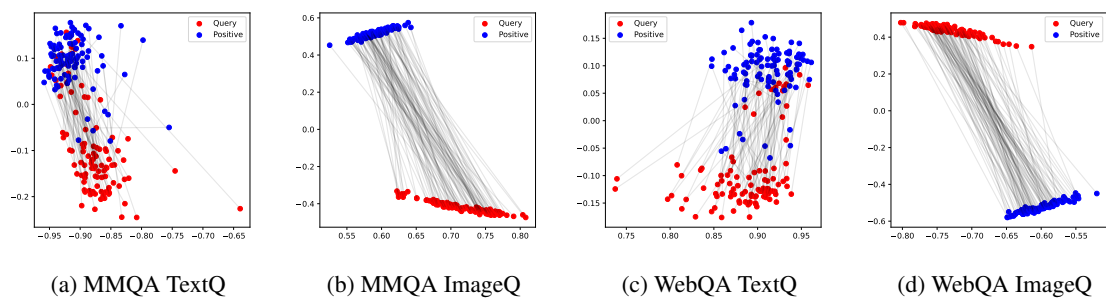 Query
Positive
0.1
0.0
−0.1
−0.2
−0.95 −0.90 −0.85 −0.80 −0.75 −0.70 −0.65
(a) MMQA TextQ
Query
Positive
0.6
0.4
0.2
0.0
−0.2
−0.4
0.55 0.60 0.65 0.70 0.75 0.80
(b) MMQA ImageQ
Query
Positive
0.15
0.10
0.05
0.00
−0.05
−0.10
−0.15
0.75 0.80 0.85 0.90 0.95
(c) WebQA TextQ
Query
Positive
0.4
0.2
0.0
−0.2
−0.4
−0.6
−0.80 −0.75 −0.70 −0.65 −0.60 −0.55
(d) WebQA ImageQ